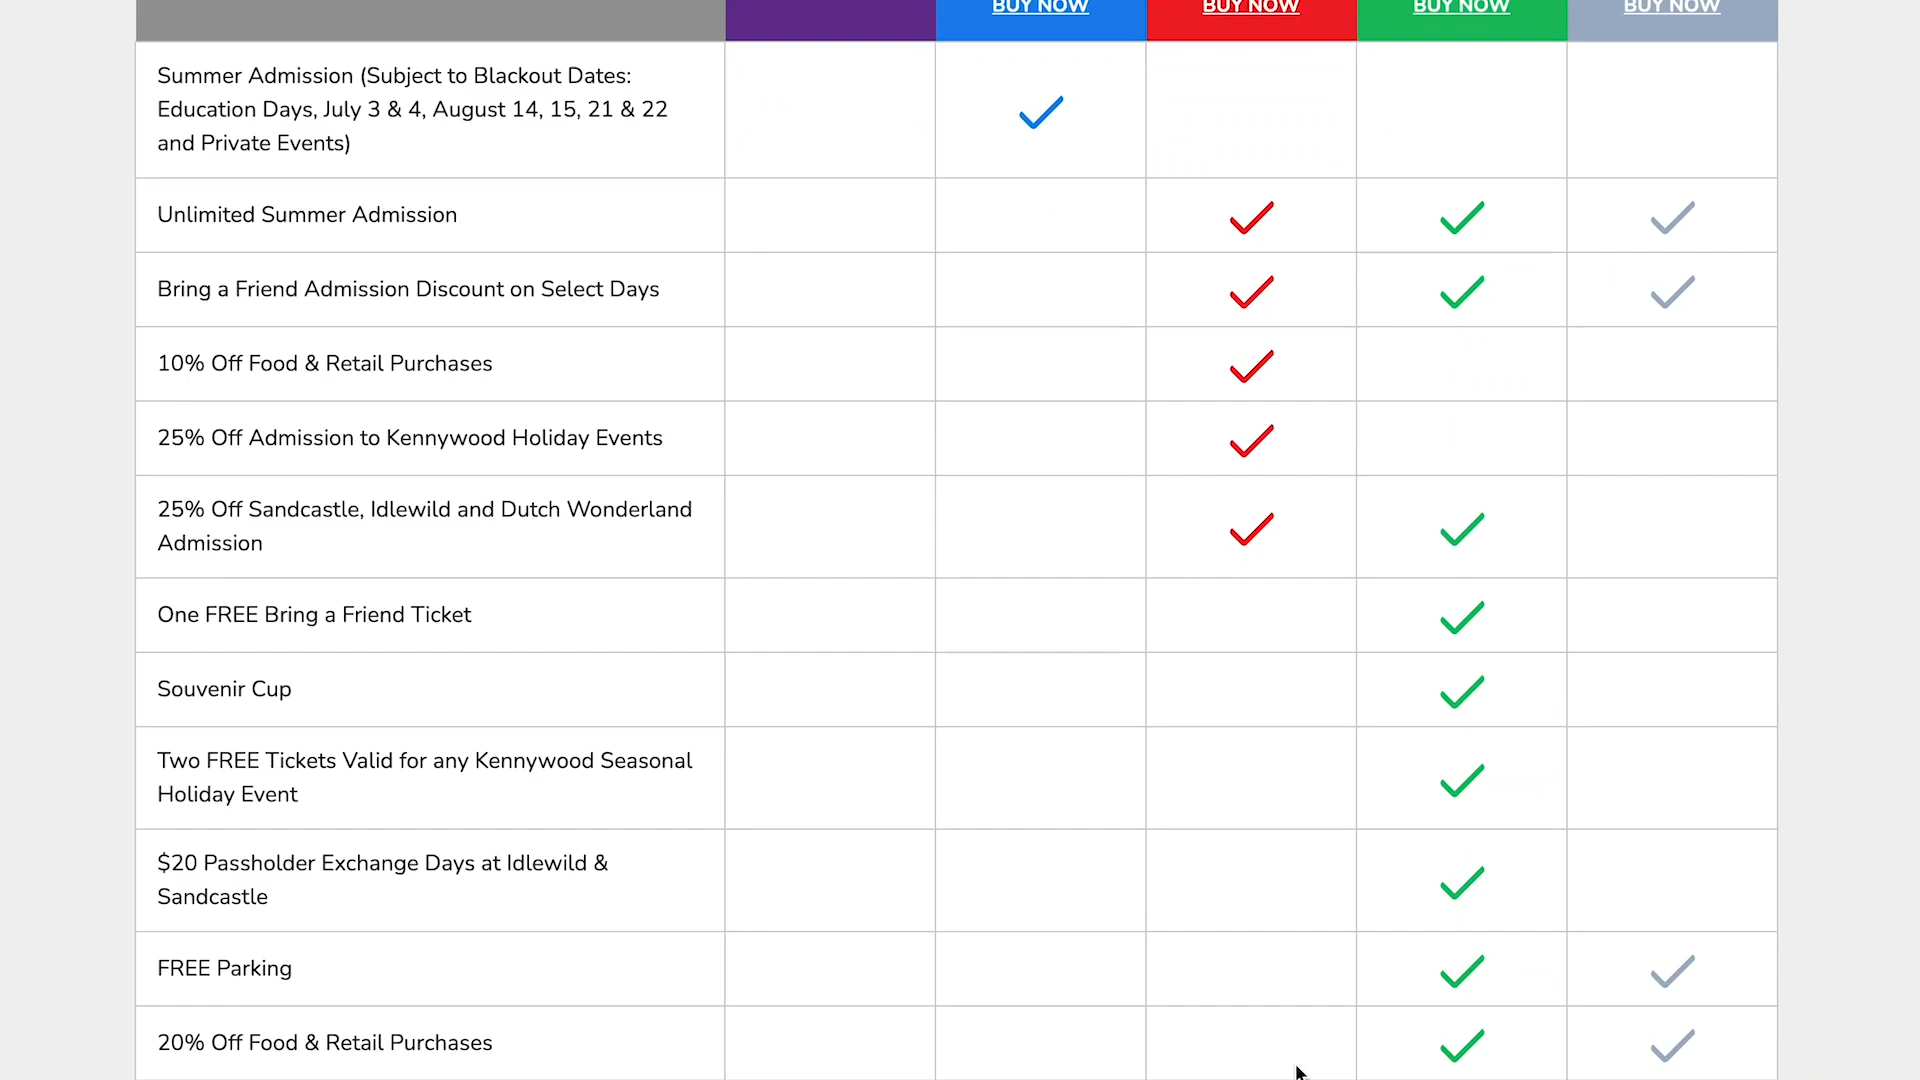 BUY NOW BUY NOW BUY NOW BUY NOW
Summer Admission (Subject to Blackout Dates:
Education Days, July 3 & 4, August 14, 15, 21 & 22
and Private Events)
Unlimited Summer Admission
Bring a Friend Admission Discount on Select Days
10% Off Food & Retail Purchases
25% Off Admission to Kennywood Holiday Events
25% Off Sandcastle, Idlewild and Dutch Wonderland
Admission
One FREE Bring a Friend Ticket
Souvenir Cup
Two FREE Tickets Valid for any Kennywood Seasonal
Holiday Event
$20 Passholder Exchange Days at Idlewild &
Sandcastle
FREE Parking
20% Off Food & Retail Purchases